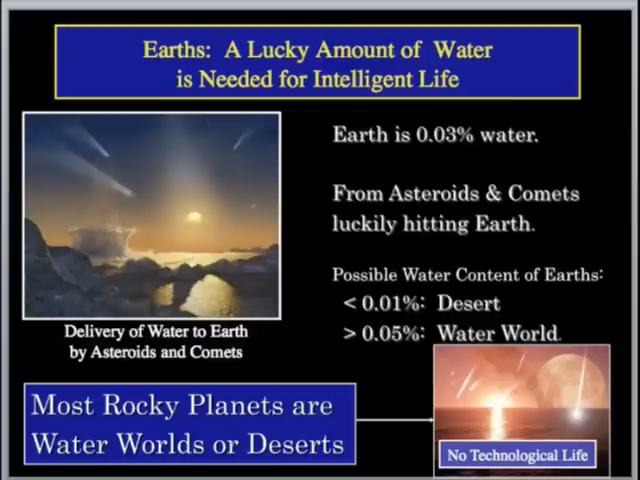 Earths: A Lucky Amount of Water
is Needed for Intelligent Life
Earth is 0.03% water.
From Asteroids & Comets
luckily hitting Earth.
Possible Water Content of Earths:
< 0.01%: Desert
> 0.05%: Water World.
Delivery of Water to Earth
by Asteroids and Comets
Most Rocky Planets are
Water Worlds or Deserts
No Technological Life